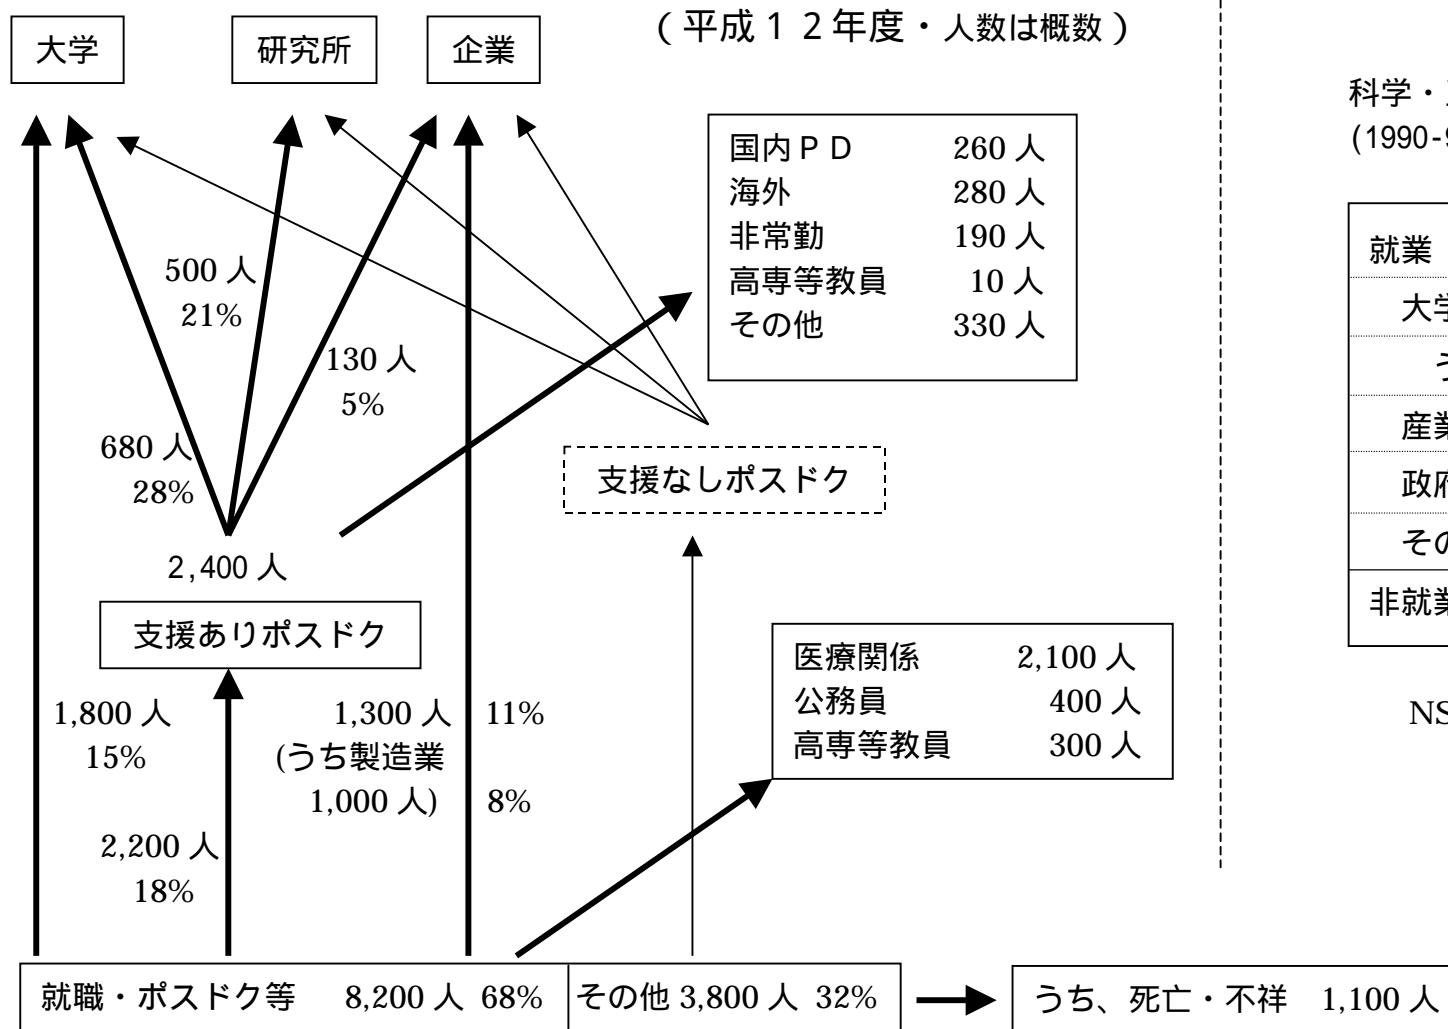 (平成12年度・人数は概数)
大学
研究所
企業
国内PD 260人
海外 280人
非常勤 190人
高専等教員 10人
その他 330人
500人
21%
130人
5%
680人
28%
2,400人
支援なしポスドク
支援ありポスドク
1,800人
15%
1,300人 11%
(うち製造業
1,000人) 8%
2,200人
18%
医療関係 2,100人
公務員 400人
高専等教員 300人
就職・ポスドク等 8,200人 68%
その他 3,800人 32%
うち、死亡・不祥 1,100人
科学・
(1990-
就業
大学
産業
政府
その
非就業
NS